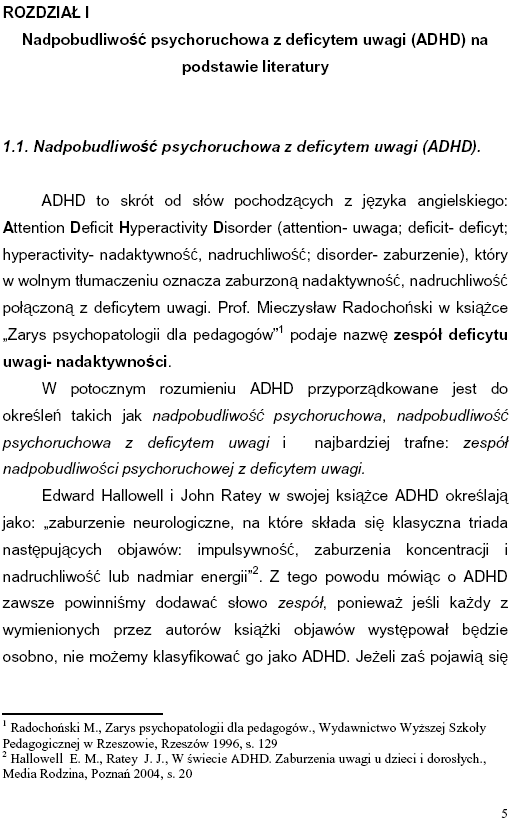 ROZDZIAŁ I
Nadpobudliwość psychoruchowa z deficytem uwagi (ADHD) na
podstawie literatury
1.1. Nadpobudliwość psychoruchowa z deficytem uwagi (ADHD).
ADHD to skrót od słów pochodzących z języka angielskiego:
Attention Deficit Hyperactivity Disorder (attention- uwaga; deficit- deficyt;
hyperactivity- nadaktywność, nadruchliwość; disorder- zaburzenie), który
w wolnym tłumaczeniu oznacza zaburzoną nadaktywność, nadruchliwość
połączoną z deficytem uwagi. Prof. Mieczysław Radochoński w książce
„Zarys psychopatologii dla pedagogów”1 podaje nazwę zespół deficytu
uwagi- nadaktywności.
W potocznym rozumieniu ADHD przyporządkowane jest do
określeń takich jak nadpobudliwość psychoruchowa, nadpobudliwość
psychoruchowa z deficytem uwagi i najbardziej trafne: zespół
nadpobudliwości psychoruchowej z deficytem uwagi.
Edward Hallowell i John Ratey w swojej książce ADHD określają
jako: „zaburzenie neurologiczne, na które składa się klasyczna triada
następujących objawów: impulsywność, zaburzenia koncentracji i
nadruchliwość lub nadmiar energii”2. Z tego powodu mówiąc o ADHD
zawsze powinniśmy dodawać słowo zespół, ponieważ jeśli każdy z
wymienionych przez autorów książki objawów występował będzie
osobno, nie możemy klasyfikować go jako ADHD. Jeżeli zaś pojawią się
1 Radochoński M., Zarys psychopatologii dla pedagogów., Wydawnictwo Wyższej Szkoły
Pedagogicznej w Rzeszowie, Rzeszów 1996, s. 129
2 Hallowell E. M., Ratey J. J., W świecie ADHD. Zaburzenia uwagi u dzieci i dorosłych.,
Media Rodzina, Poznań 2004, s. 20
5